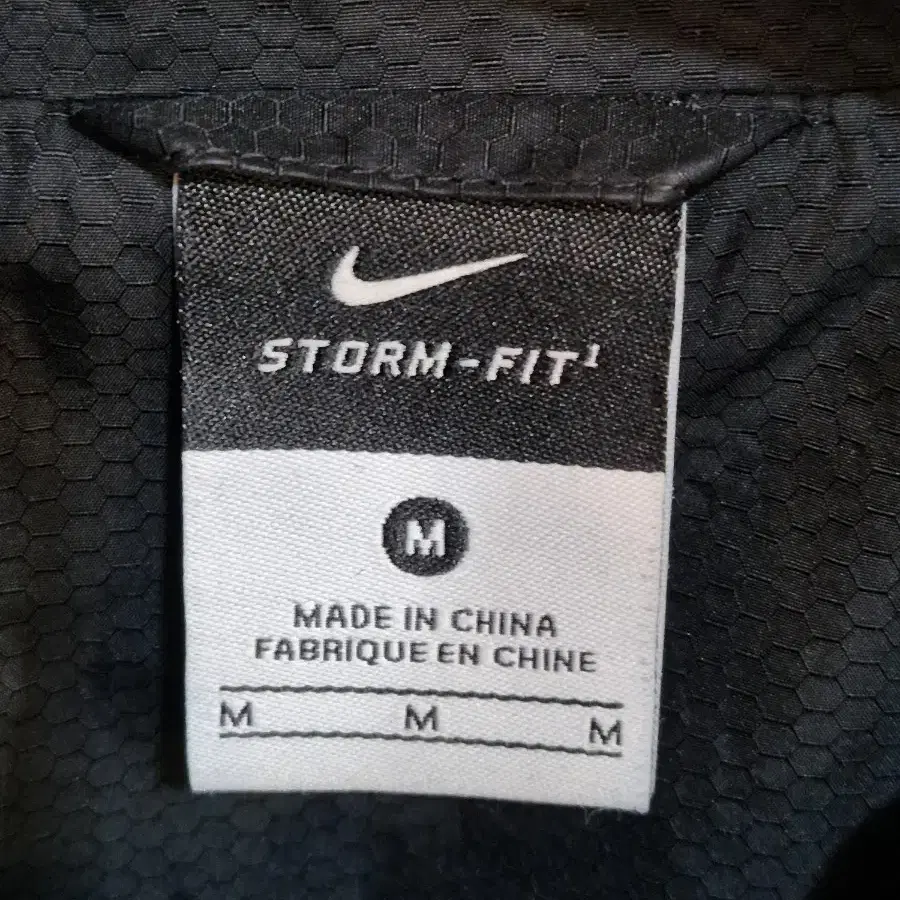 STORM-FIT¹
M
MADE IN CHINA
FABRIQUE EN CHINE
M M M